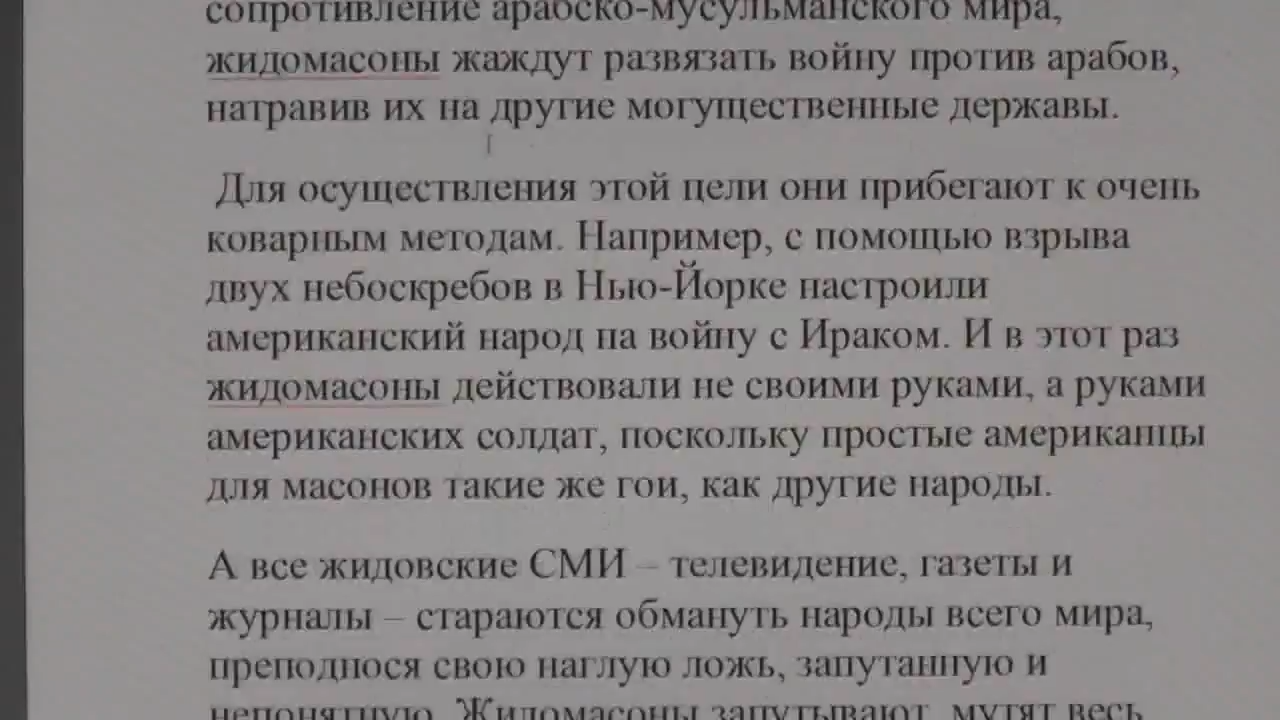 сопротивление арабско-мусульманского мира,
жидомасоны жаждут развязать войну против арабов,
натравив их на другие могущественные державы.
Для осуществления этой цели они прибегают к очень
коварным методам. Например, с помощью взрыва
двух небоскребов в Нью-Йорке настроили
американский народ на войну с Ираком. И в этот раз
жидомасоны действовали не своими руками, а руками
американских солдат, поскольку простые американцы
для масонов такие же гои, как другие народы.
А все жидовские СМИ – телевидение, газеты и
журналы – стараются обмануть народы всего мира,
преподнося свою наглую ложь, запутанную и
непонятную. Жидомасоны запутывают, мутят весь